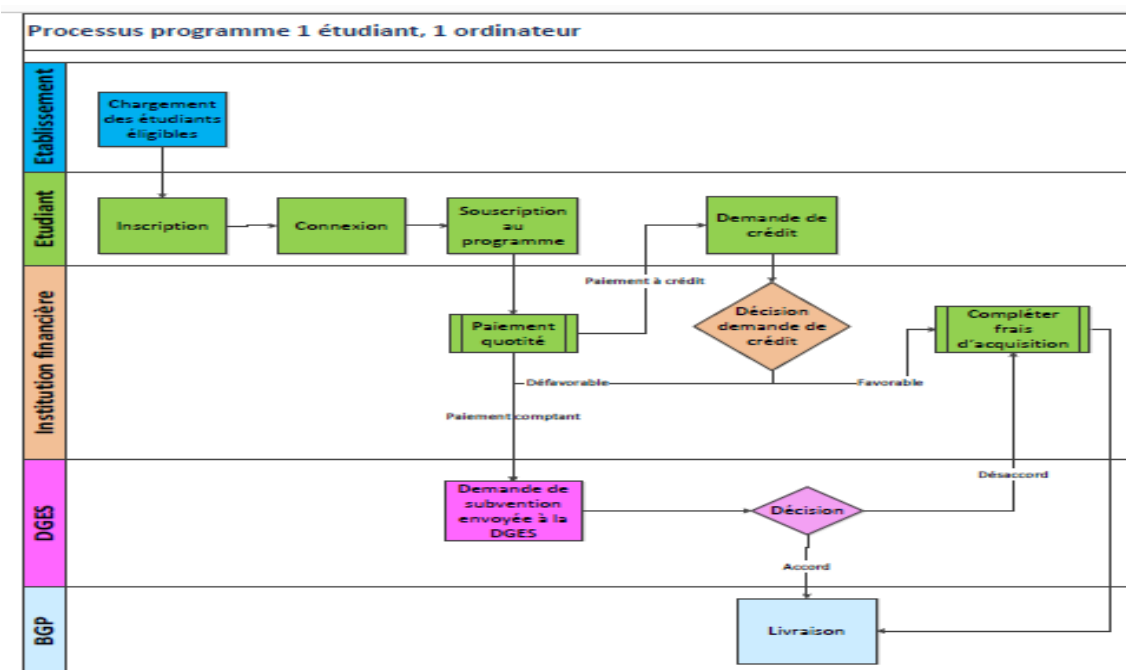 Processus programme 1 étudiant, 1 ordinateur
Etablissement
Chargement
des étudiants
éligibles
Etudiant
Inscription
Connexion
Souscription
au
programme
Demande de
crédit
Institution financière
Paiement à crédit
Paiement
quotité
Décision
demande de
crédit
Compléter
frais
d'acquisition
Défavorable
Favorable
Paiement comptant
DGES
Désaccord
Demande de
subvention
envoyée à la
DGES
Décision
Accord
BGP
Livraison